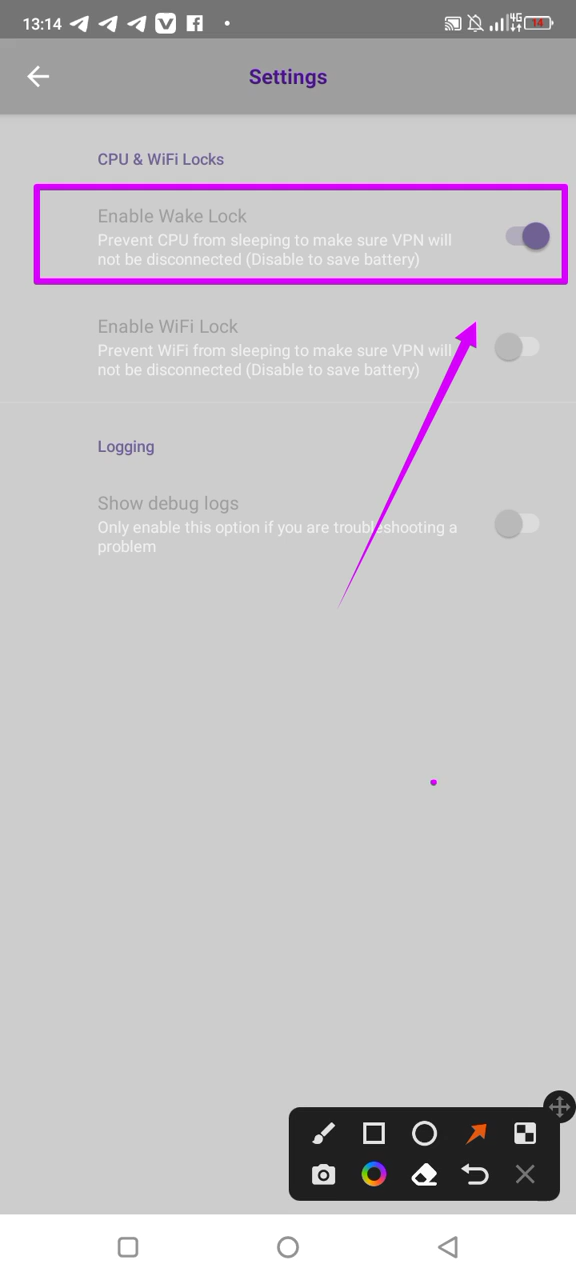 13:14
4G
14
Settings
CPU & WiFi Locks
Enable Wake Lock
Prevent CPU from sleeping to make sure VPN will
not be disconnected (Disable to save battery)
Enable WiFi Lock
Prevent WiFi from sleeping to make sure VPN will
not be disconnected (Disable to save battery)
Logging
Show debug logs
Only enable this option if you are troubleshooting a
problem